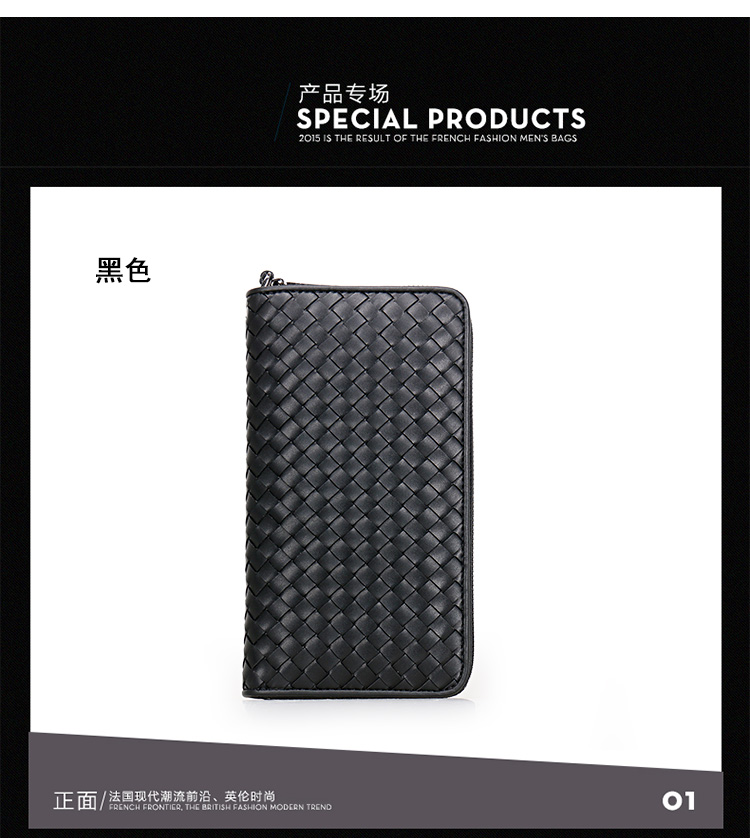 产品专场
SPECIAL PRODUCTS
2015 IS THE RESULT OF THE FRENCH FASHION MEN'S BAGS
黑色
正面/法国现代潮流前沿、英伦时尚
FRENCH FRONTIER, THE BRITISH FASHION MODERN TREND
01